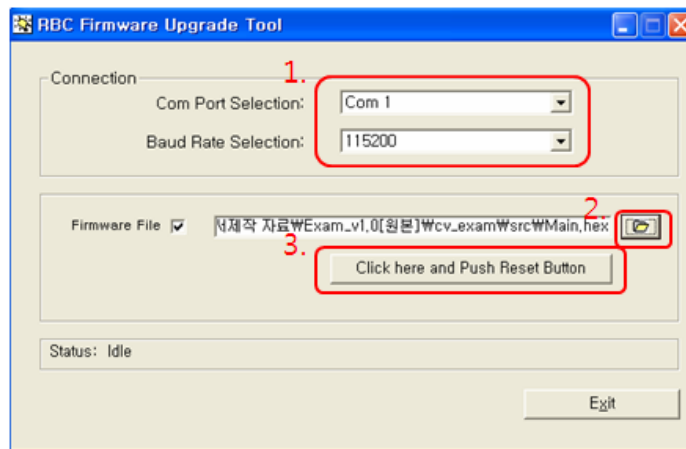 RBC Firmware Upgrade Tool
Connection
1.
Com Port Selection: Com 1
Baud Rate Selection: 115200
2.
Firmware File 제작 자료₩Exam_v1,0[원본]₩cv_exam₩src₩Main,hex
3.
Click here and Push Reset Button
Status: Idle
Exit